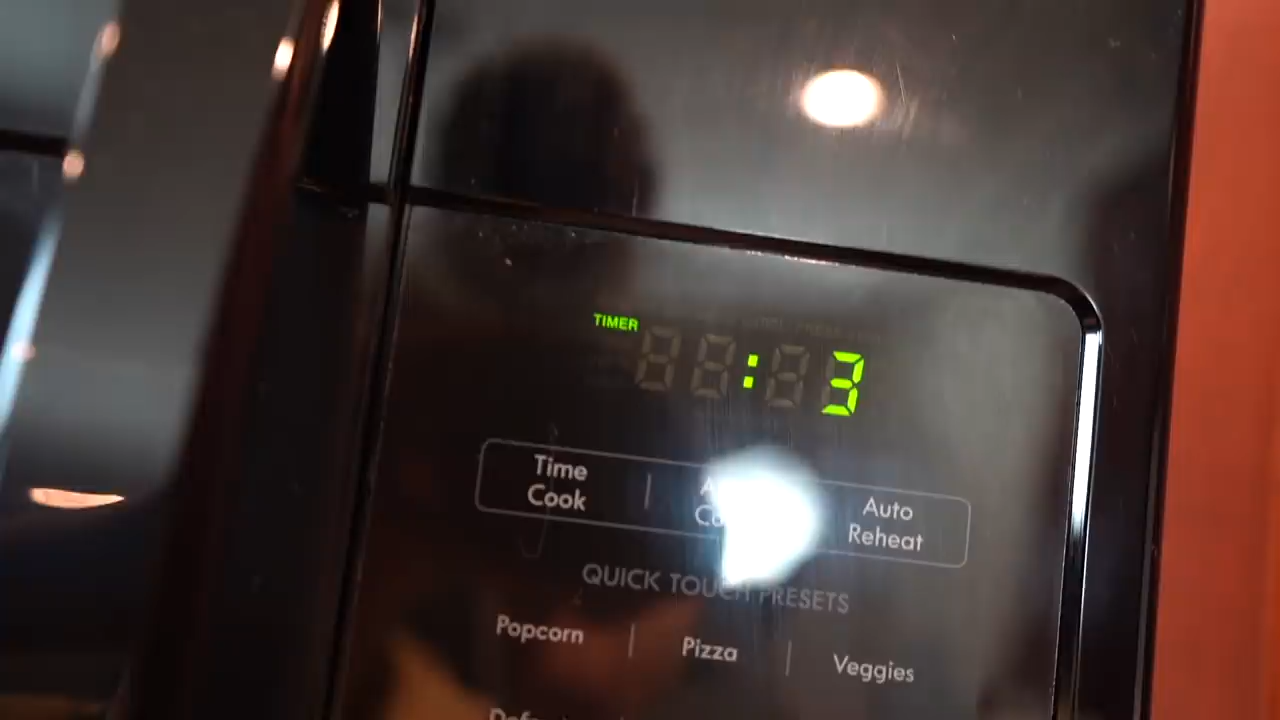 TIMER
: 3
Time Cook
Auto Reheat
QUICK TOUCH PRESETS
Popcorn | Pizza | Veggies